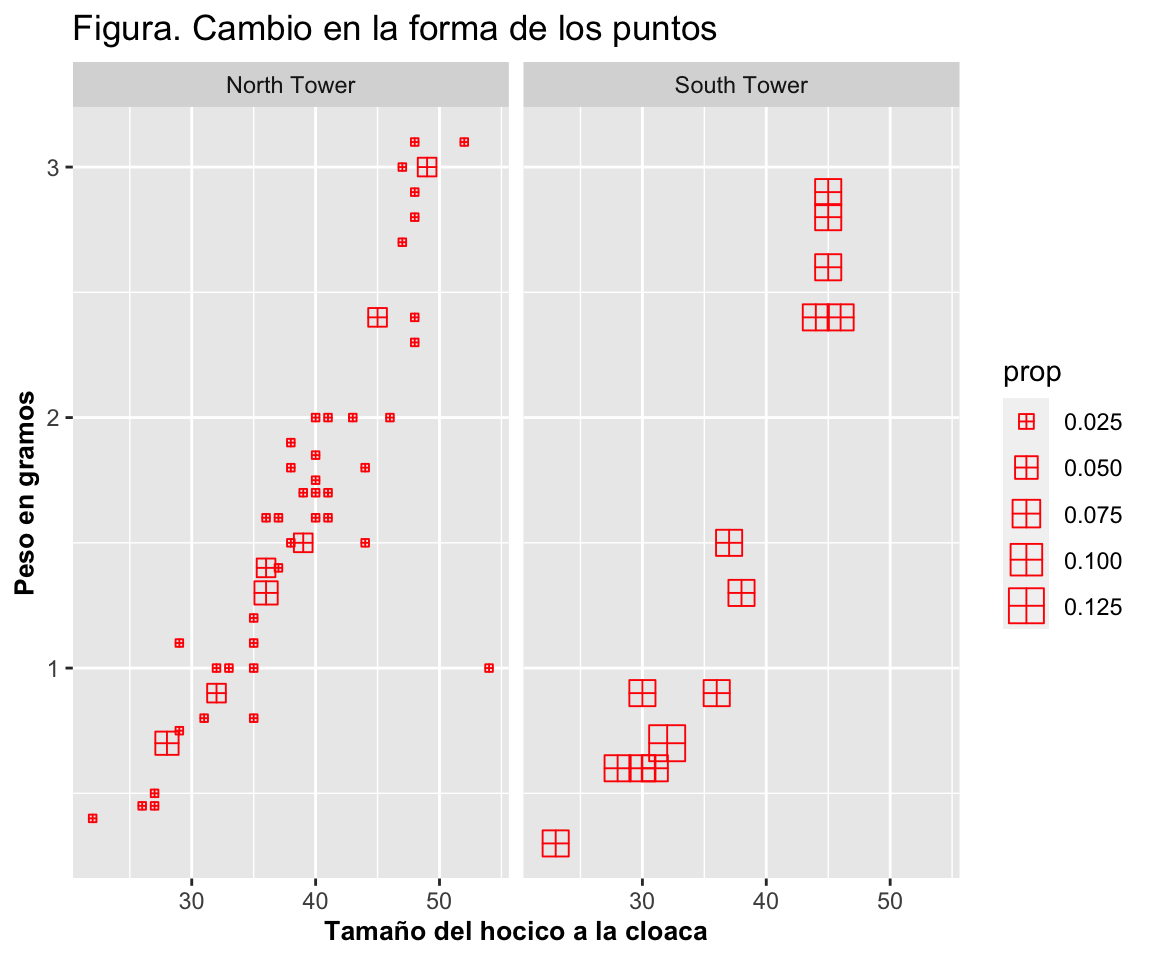 Figura. Cambio en la forma de los puntos
North Tower
South Tower
3
2
1
Peso en gramos
30 40 50
30 40 50
Tamaño del hocico a la cloaca
prop
0.025
0.050
0.075
0.100
0.125